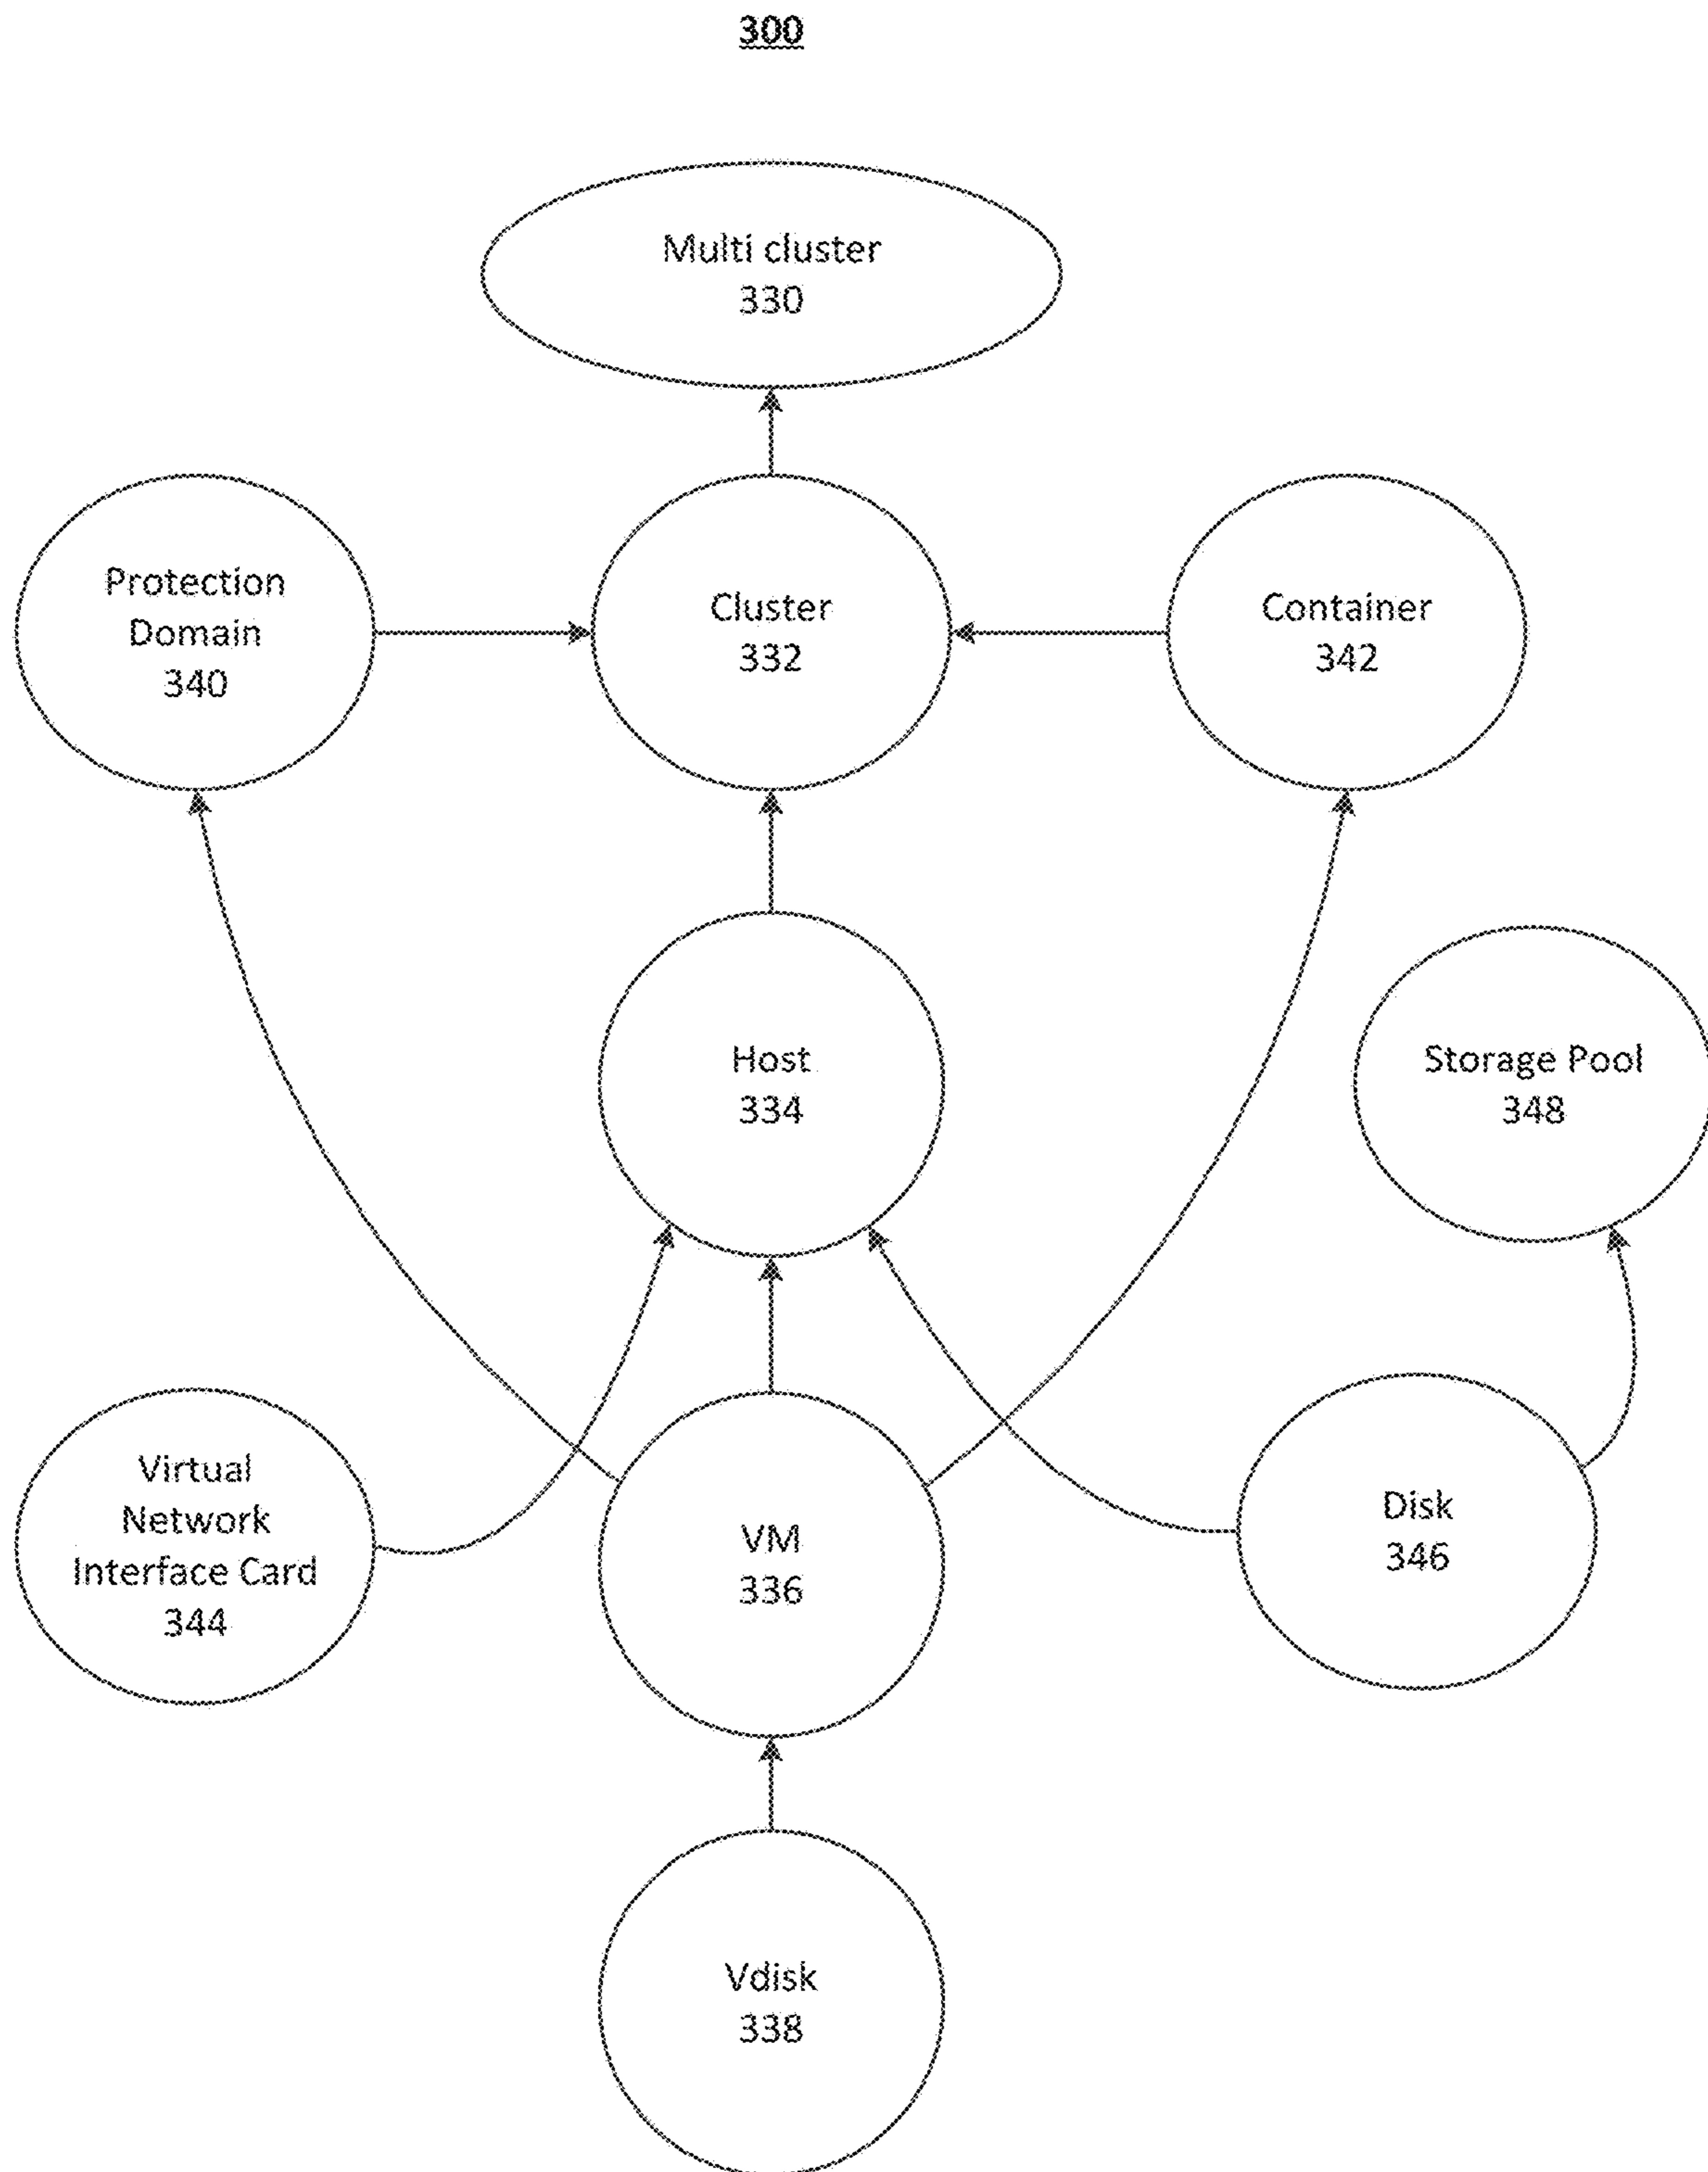 300
Multi cluster
330
Protection
Domain
340
Cluster
332
Container
342
Host
334
Storage Pool
348
Virtual
Network
Interface Card
344
VM
336
Disk
346
Vdisk
338